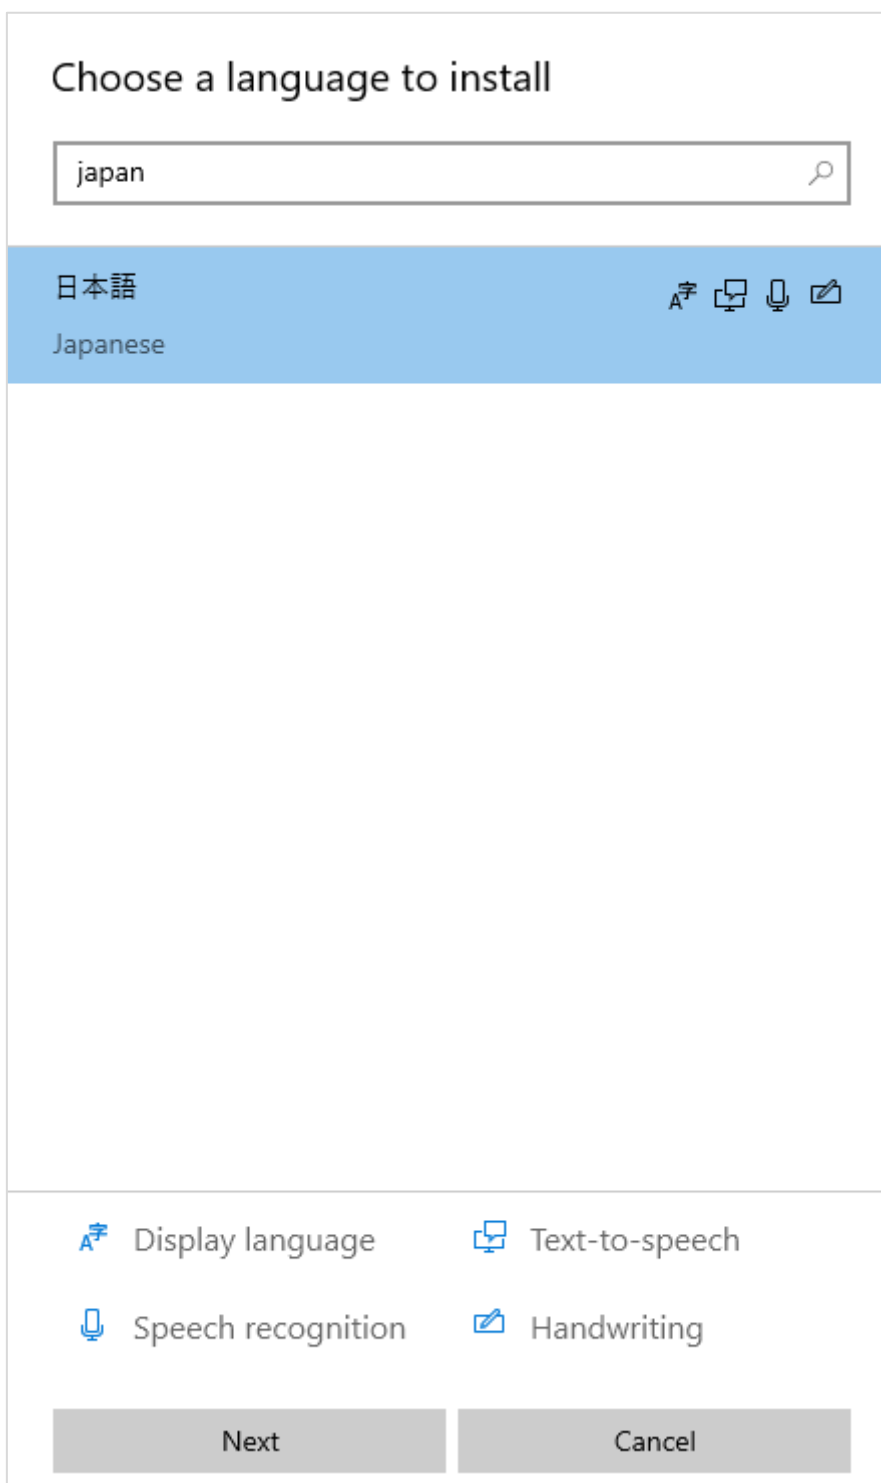 Choose a language to install
japan
日本語
Japanese
Display language
Text-to-speech
Speech recognition
Handwriting
Next
Cancel